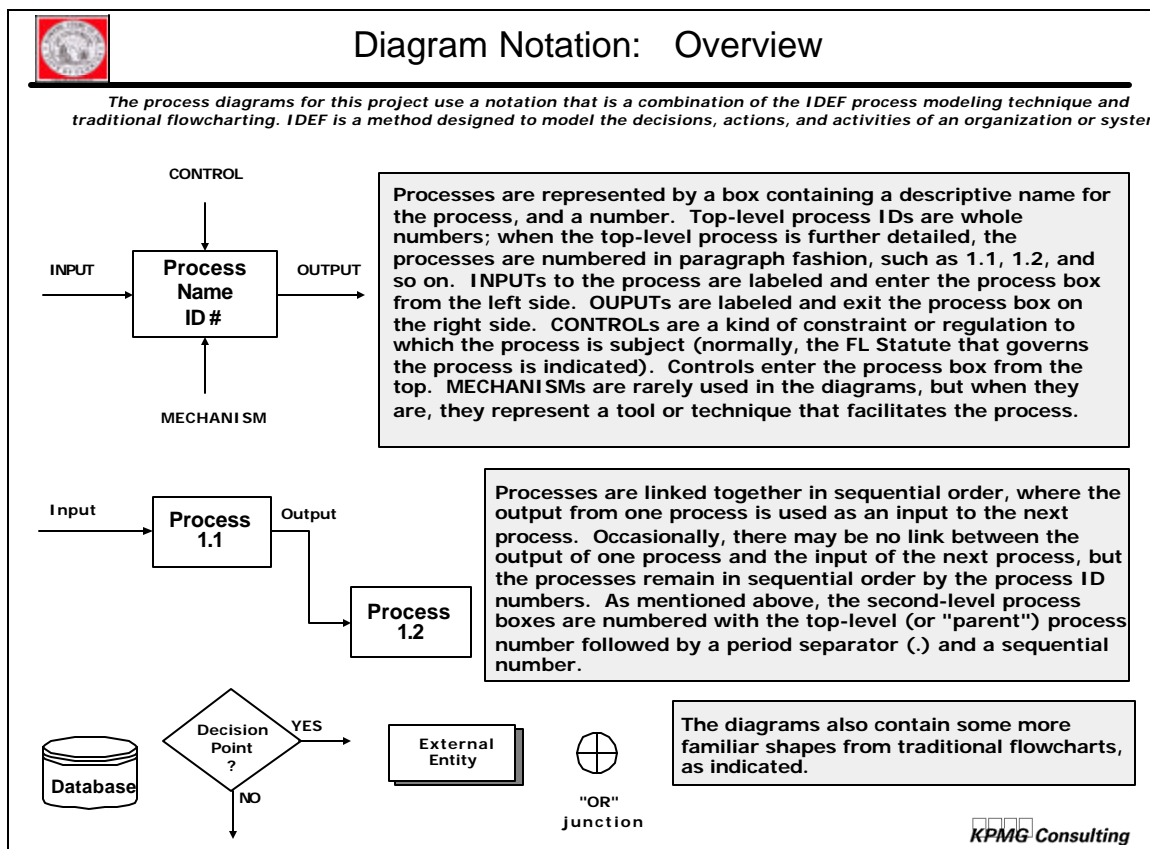 Diagram Notation: Overview
The process diagrams for this project use a notation that is a combination of the IDEF process modeling technique and
traditional flowcharting. IDEF is a method designed to model the decisions, actions, and activities of an organization or syste
CONTROL
INPUT
Process
Name
ID #
OUTPUT
MECHANISM
Processes are represented by a box containing a descriptive name for
the process, and a number. Top-level process IDs are whole
numbers; when the top-level process is further detailed, the
processes are numbered in paragraph fashion, such as 1.1, 1.2, and
so on. INPUTs to the process are labeled and enter the process box
from the left side. OUPUTs are labeled and exit the process box on
the right side. CONTROLs are a kind of constraint or regulation to
which the process is subject (normally, the FL Statute that governs
the process is indicated). Controls enter the process box from the
top. MECHANISMs are rarely used in the diagrams, but when they
are, they represent a tool or technique that facilitates the process.
Input
Process
1.1
Output
Process
1.2
Processes are linked together in sequential order, where the
output from one process is used as an input to the next
process. Occasionally, there may be no link between the
output of one process and the input of the next process, but
the processes remain in sequential order by the process ID
numbers. As mentioned above, the second-level process
boxes are numbered with the top-level (or "parent") process
number followed by a period separator (.) and a sequential
number.
Database
Decision
Point
?
YES
NO
External
Entity
"OR"
junction
The diagrams also contain some more
familiar shapes from traditional flowcharts,
as indicated.
KPMG Consulting